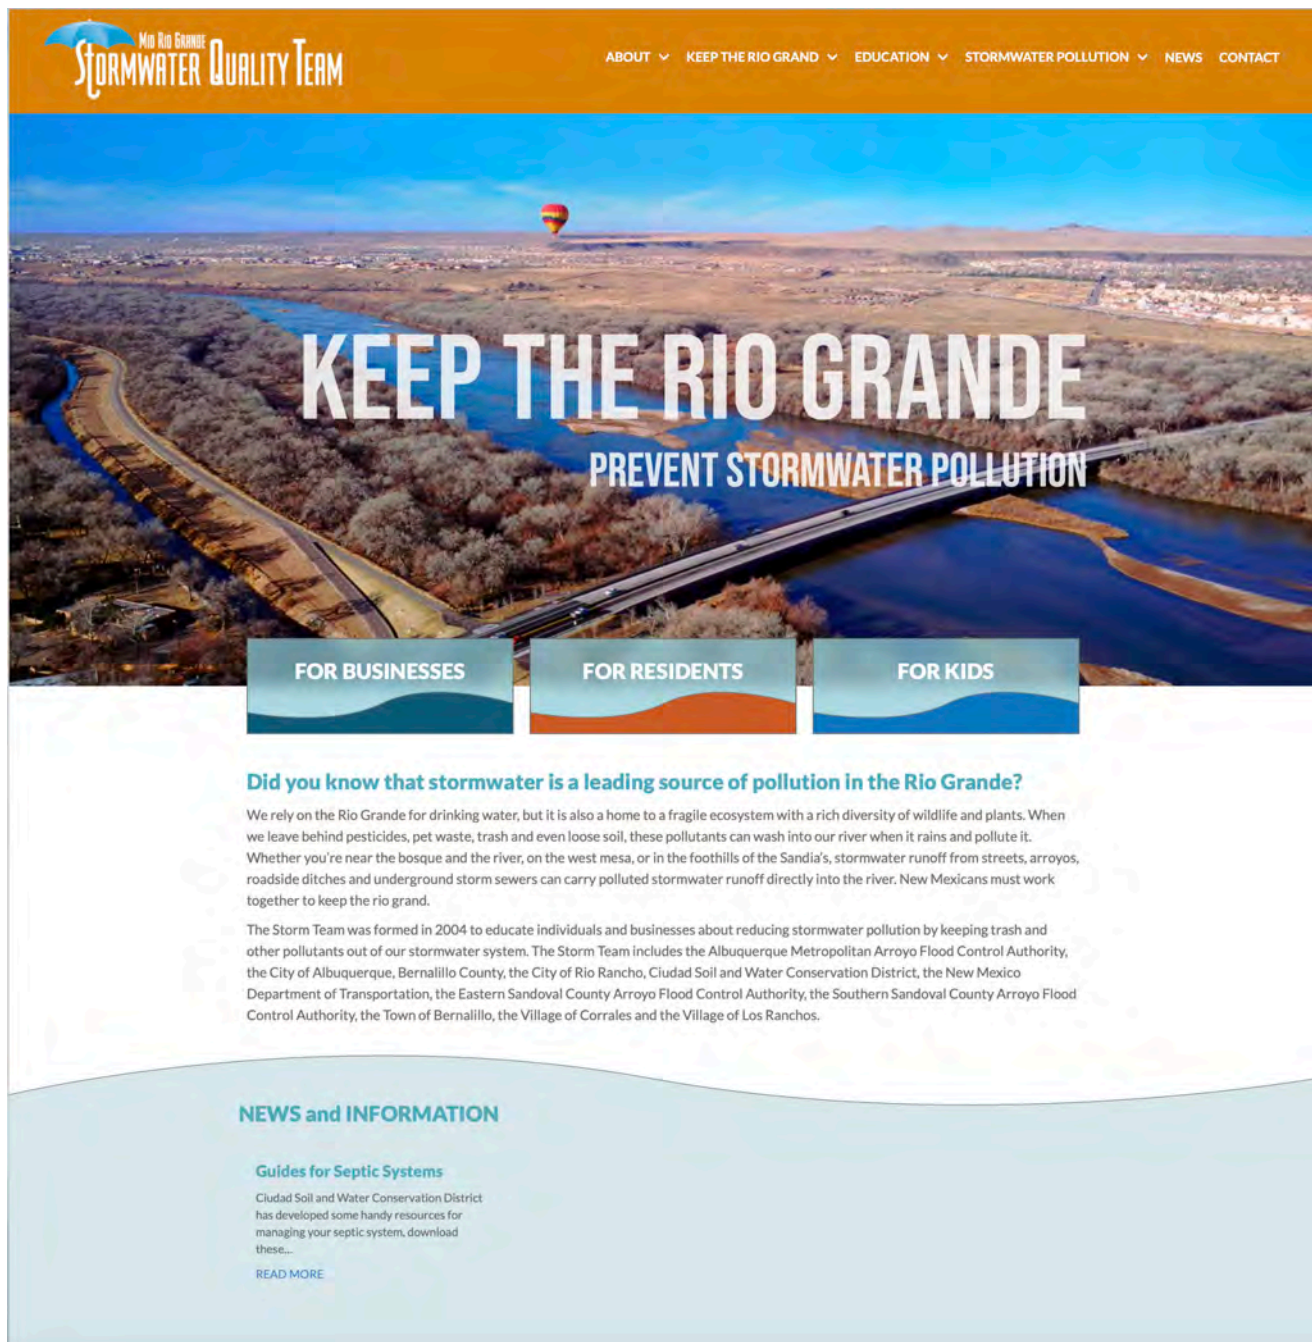 MID RIO GRANDE
STORMWATER QUALITY TEAM
ABOUT
KEEP THE RIO GRAND
EDUCATION
STORMWATER POLLUTION
NEWS
CONTACT
KEEP THE RIO GRANDE
PREVENT STORMWATER POLLUTION
FOR BUSINESSES
FOR RESIDENTS
FOR KIDS
Did you know that stormwater is a leading source of pollution in the Rio Grande?
We rely on the Rio Grande for drinking water, but it is also a home to a fragile ecosystem with a rich diversity of wildlife and plants. When
we leave behind pesticides, pet waste, trash and even loose soil, these pollutants can wash into our river when it rains and pollute it.
Whether you're near the bosque and the river, on the west mesa, or in the foothills of the Sandia's, stormwater runoff from streets, arroyos,
roadside ditches and underground storm sewers can carry polluted stormwater runoff directly into the river. New Mexicans must work
together to keep the rio grand.
The Storm Team was formed in 2004 to educate individuals and businesses about reducing stormwater pollution by keeping trash and
other pollutants out of our stormwater system. The Storm Team includes the Albuquerque Metropolitan Arroyo Flood Control Authority,
the City of Albuquerque, Bernalillo County, the City of Rio Rancho, Ciudad Soil and Water Conservation District, the New Mexico
Department of Transportation, the Eastern Sandoval County Arroyo Flood Control Authority, the Southern Sandoval County Arroyo Flood
Control Authority, the Town of Bernalillo, the Village of Corrales and the Village of Los Ranchos.
NEWS and INFORMATION
Guides for Septic Systems
Ciudad Soil and Water Conservation District
has developed some handy resources for
managing your septic system, download
these...
READ MORE